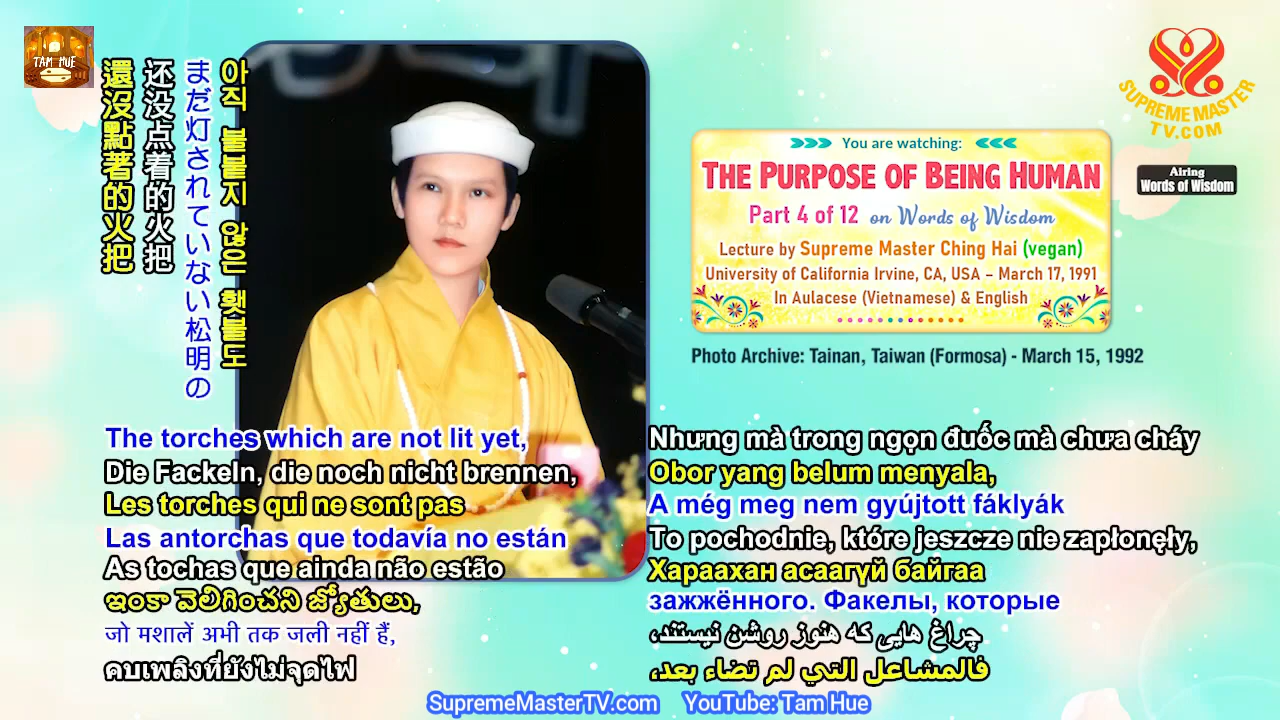 TAM HUE
還沒點著的火把
还没点着的火把
まだ灯されていない松明の
아직 불붙지 않은 횃불도
SUPREME MASTER
TV.COM
You are watching:
THE PURPOSE OF BEING HUMAN
Part 4 of 12 on Words of Wisdom
Lecture by Supreme Master Ching Hai (vegan)
University of California Irvine, CA, USA – March 17, 1991
In Aulacese (Vietnamese) & English
Airing
Words of Wisdom
Photo Archive: Tainan, Taiwan (Formosa) - March 15, 1992
The torches which are not lit yet,
Die Fackeln, die noch nicht brennen,
Les torches qui ne sont pas
Las antorchas que todavía no están
As tochas que ainda não estão
ఇంకా వెలిగించని జ్యోతులు,
जो मशालें अभी तक जली नहीं हैं,
คบเพลิงที่ยังไม่จุดไฟ
Nhưng mà trong ngọn đuốc mà chưa cháy
Obor yang belum menyala,
A még meg nem gyújtott fáklyák
To pochodnie, które jeszcze nie zapłonęły,
Хараахан асаагүй байгаа
зажжённого. Факелы, которые
چراغ هایی که هنوز روشن نیستند،
فالمشاعل التي لم تضاء بعد،
SupremeMasterTV.com YouTube: Tam Hue